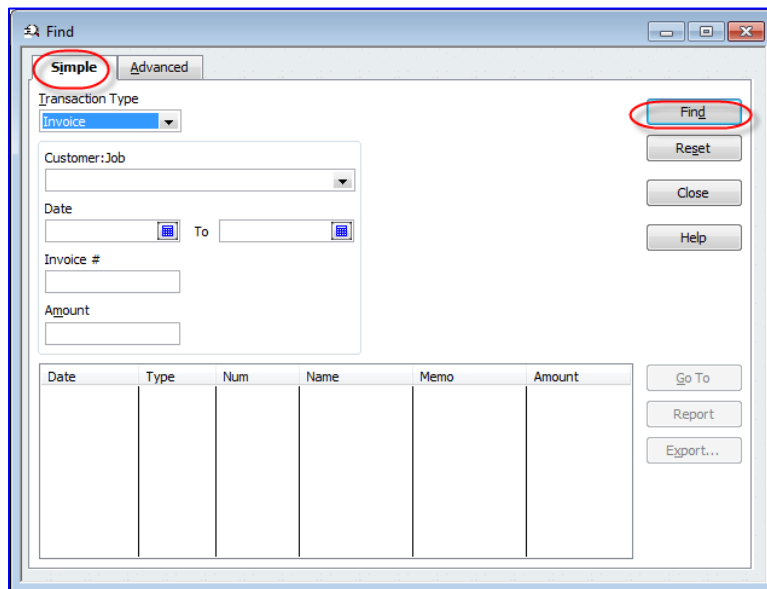 Find
Simple Advanced
Transaction Type
Invoice
Find
Customer:Job
Reset
Close
Date
To
Help
Invoice #
Amount
Date Type Num Name Memo Amount
Go To
Report
Export...